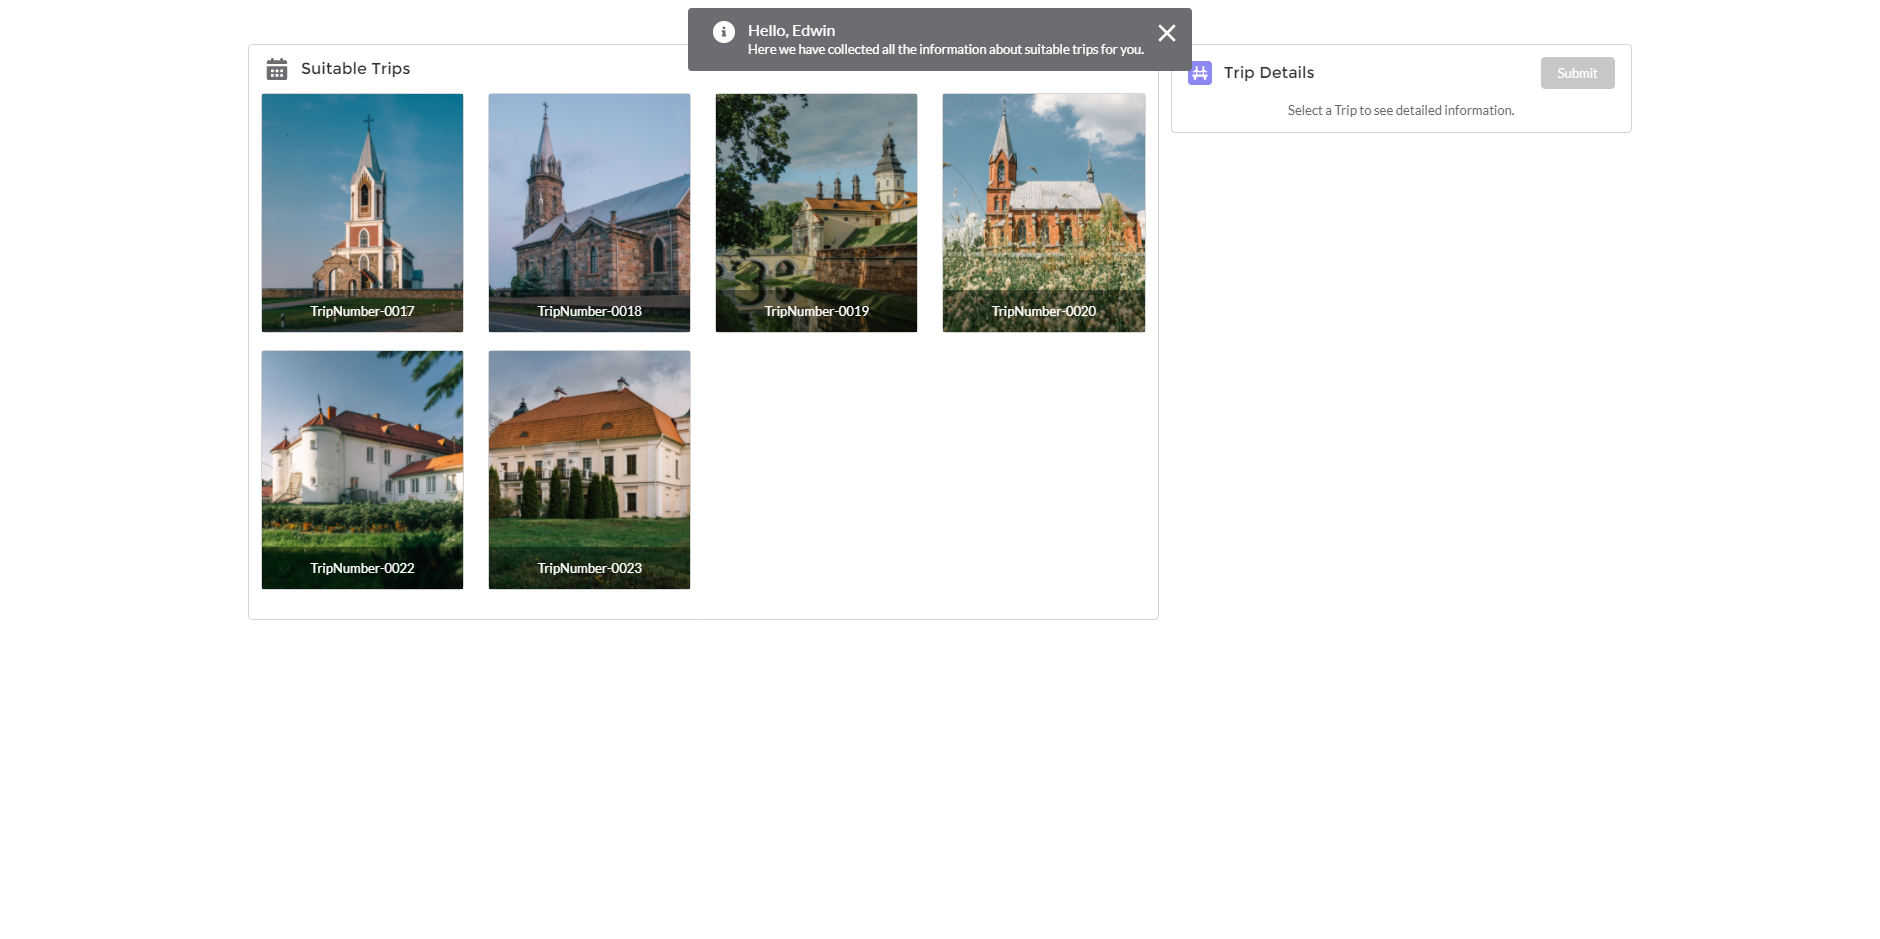 Hello, Edwin
Here we have collected all the information about suitable trips for you.
Suitable Trips
TripNumber-0017
TripNumber-0018
TripNumber-0019
TripNumber-0020
TripNumber-0022
TripNumber-0023
Trip Details
Submit
Select a Trip to see detailed information.